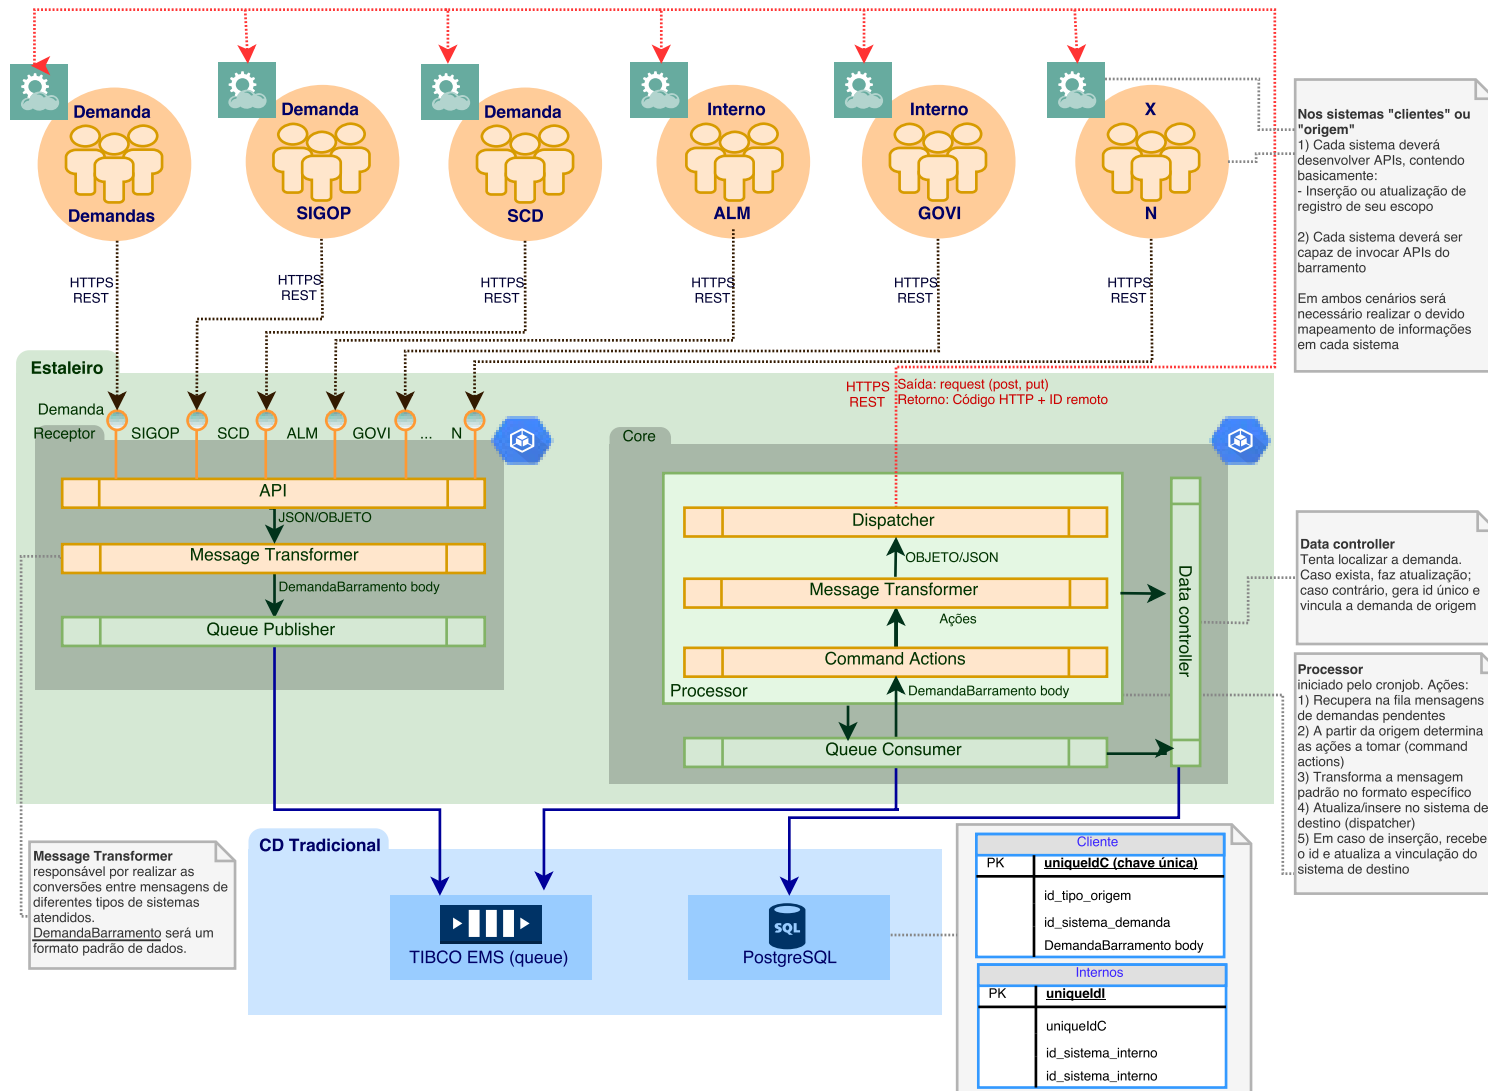 Demanda
Demandas
Demanda
SIGOP
Demanda
SCD
Interno
ALM
Interno
GOVI
X
N
HTTPS
REST
HTTPS
REST
HTTPS
REST
HTTPS
REST
HTTPS
REST
HTTPS
REST
Nos sistemas "clientes" ou
"origem"
1) Cada sistema deverá
desenvolver APIs, contendo
basicamente:
- Inserção ou atualização de
registro de seu escopo
2) Cada sistema deverá ser
capaz de invocar APIs do
barramento
Em ambos cenários será
necessário realizar o devido
mapeamento de informações
em cada sistema
Estaleiro
Demanda
Receptor
SIGOP
SCD
ALM
GOVI
...
N
API
JSON/OBJETO
Message Transformer
DemandaBarramento body
Queue Publisher
HTTPS
REST
Saída: request (post, put)
Retorno: Código HTTP + ID remoto
Core
Dispatcher
OBJETO/JSON
Message Transformer
Ações
Command Actions
Processor
DemandaBarramento body
Queue Consumer
Data controller
Data controller
Tenta localizar a demanda.
Caso exista, faz atualização;
caso contrário, gera id único e
vincula a demanda de origem
Processor
iniciado pelo cronjob. Ações:
1) Recupera na fila mensagens
de demandas pendentes
2) A partir da origem determina
as ações a tomar (command
actions)
3) Transforma a mensagem
padrão no formato específico
4) Atualiza/insere no sistema de
destino (dispatcher)
5) Em caso de inserção, recebe
o id e atualiza a vinculação do
sistema de destino
Message Transformer
responsável por realizar as
conversões entre mensagens de
diferentes tipos de sistemas
atendidos.
DemandaBarramento será um
formato padrão de dados.
CD Tradicional
TIBCO EMS (queue)
SQL
PostgreSQL
Cliente
PK
uniqueIdC (chave única)
id_tipo_origem
id_sistema_demanda
DemandaBarramento body
Internos
PK
uniqueIdI
uniqueIdC
id_sistema_interno
id_sistema_interno